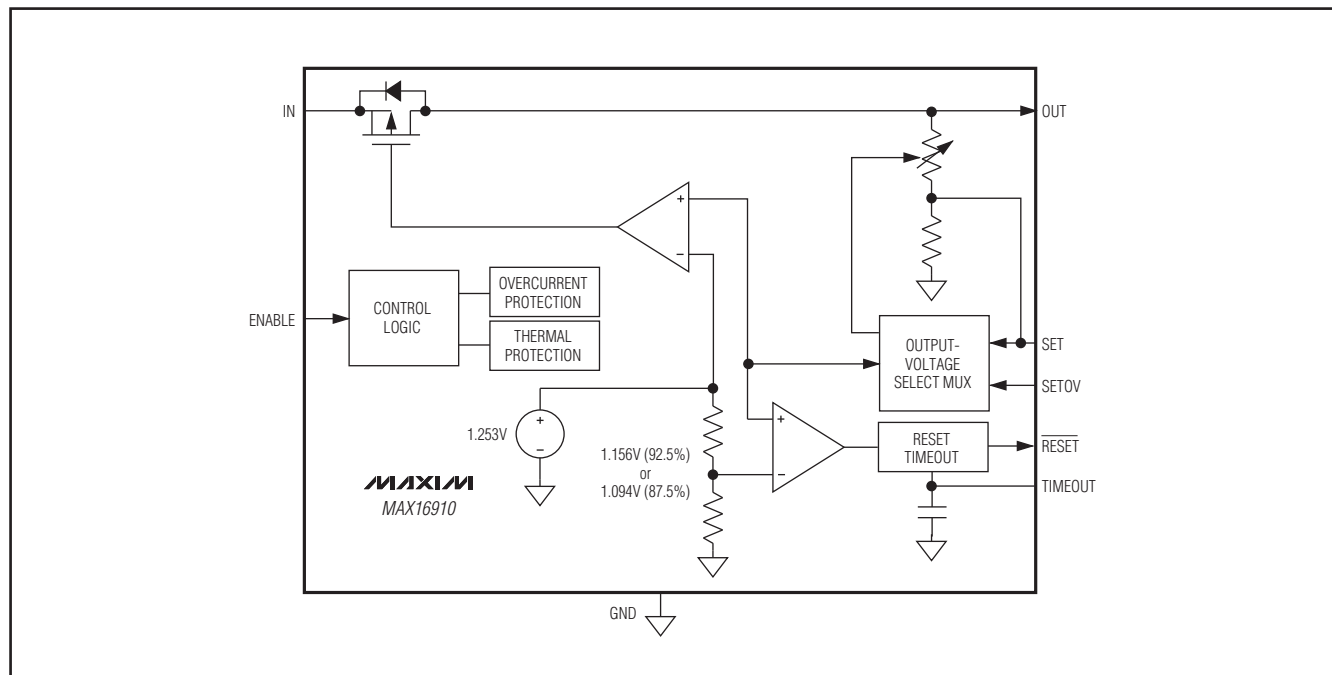 IN
OUT
+
−
OVERCURRENT
PROTECTION
CONTROL
LOGIC
ENABLE
THERMAL
PROTECTION
OUTPUT-
VOLTAGE
SELECT MUX
SET
SETOV
+
−
1.253V
1.156V (92.5%)
or
1.094V (87.5%)
+
−
RESET
TIMEOUT
RESET
TIMEOUT
MAXIM
MAX16910
GND